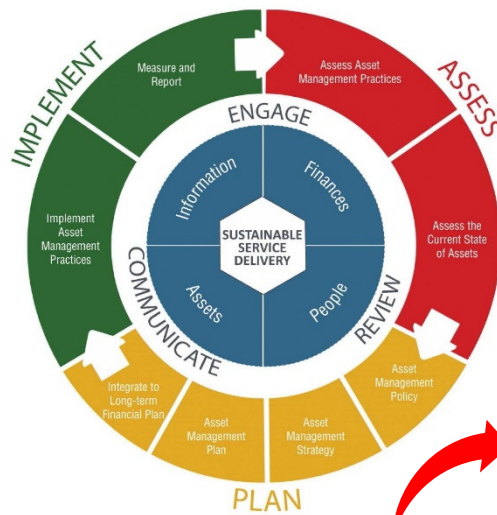 IMPLEMENT
Measure and
Report
Assess Asset
Management Practices
ASSESS
ENGAGE
Information
Finances
Implement
Asset
Management
Practices
SUSTAINABLE
SERVICE
DELIVERY
Assess the
Current State
of Assets
COMMUNICATE
Assets
People
REVIEW
Integrate to
Long-term
Financial Plan
Asset
Management
Plan
Asset
Management
Strategy
Asset
Management
Policy
PLAN